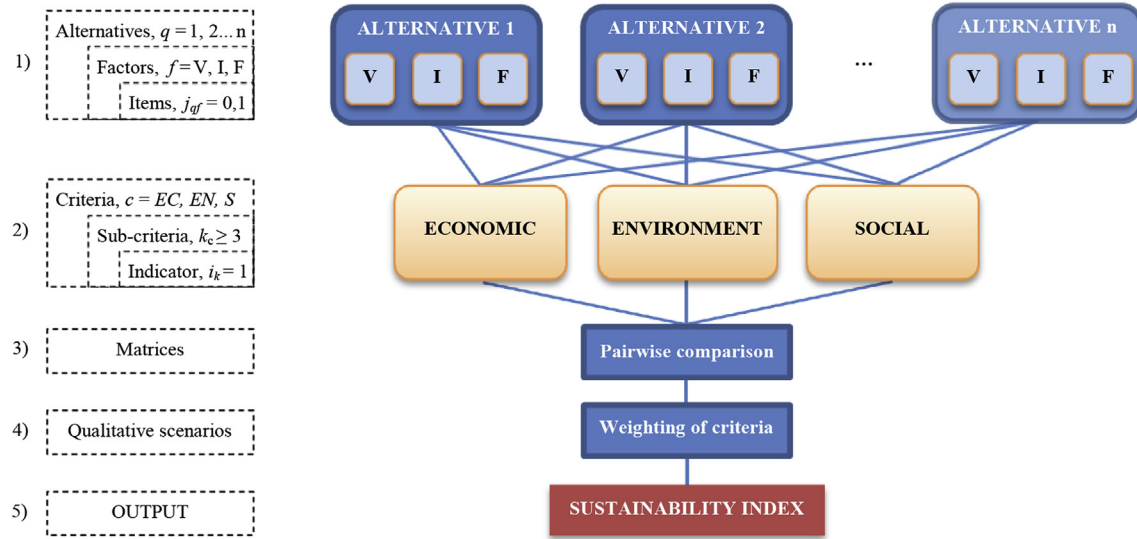 1)
Alternatives, q = 1, 2... n
Factors, f = V, I, F
Items, j_qf = 0,1
ALTERNATIVE 1
V I F
ALTERNATIVE 2
V I F
...
ALTERNATIVE n
V I F
2)
Criteria, c = EC, EN, S
Sub-criteria, k_c ≥ 3
Indicator, i_k = 1
ECONOMIC
ENVIRONMENT
SOCIAL
3)
Matrices
Pairwise comparison
4)
Qualitative scenarios
Weighting of criteria
5)
OUTPUT
SUSTAINABILITY INDEX